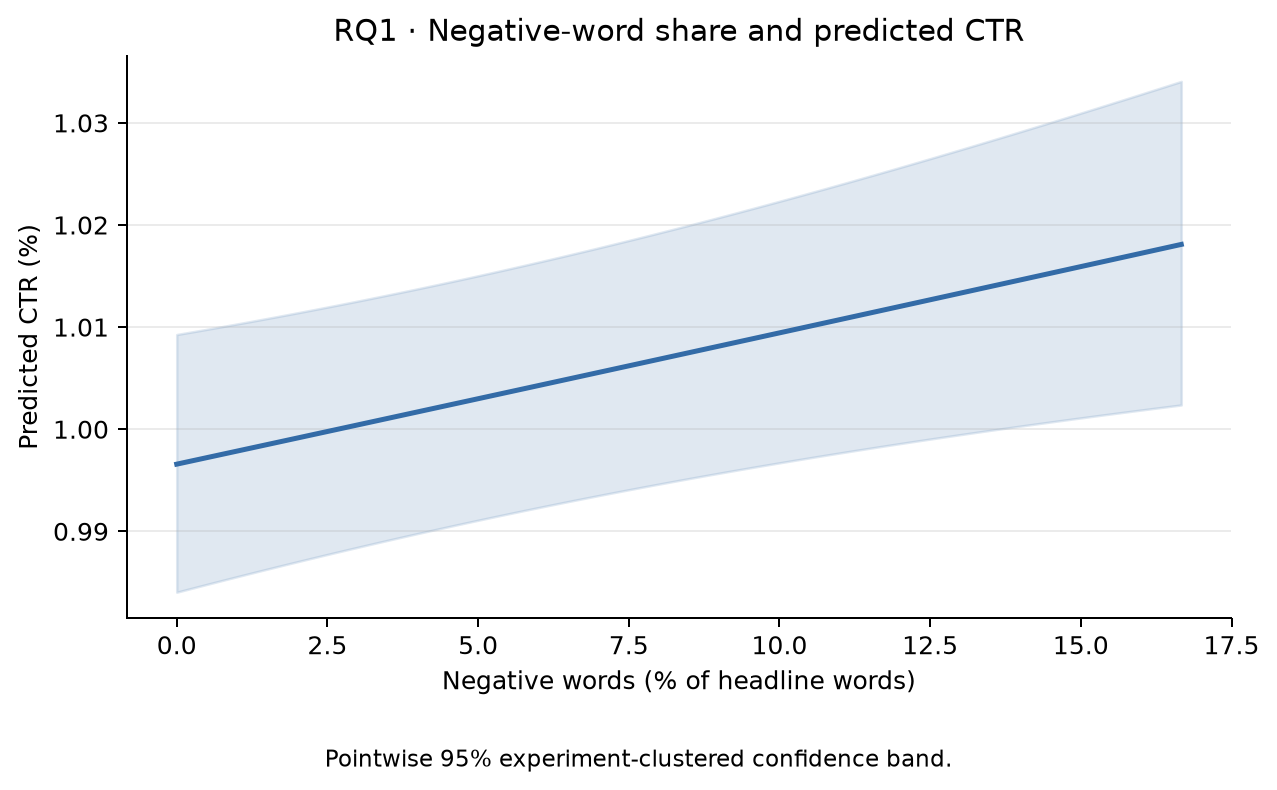 RQ1 · Negative-word share and predicted CTR
Predicted CTR (%)
1.03
1.02
1.01
1.00
0.99
0.0 2.5 5.0 7.5 10.0 12.5 15.0 17.5
Negative words (% of headline words)
Pointwise 95% experiment-clustered confidence band.